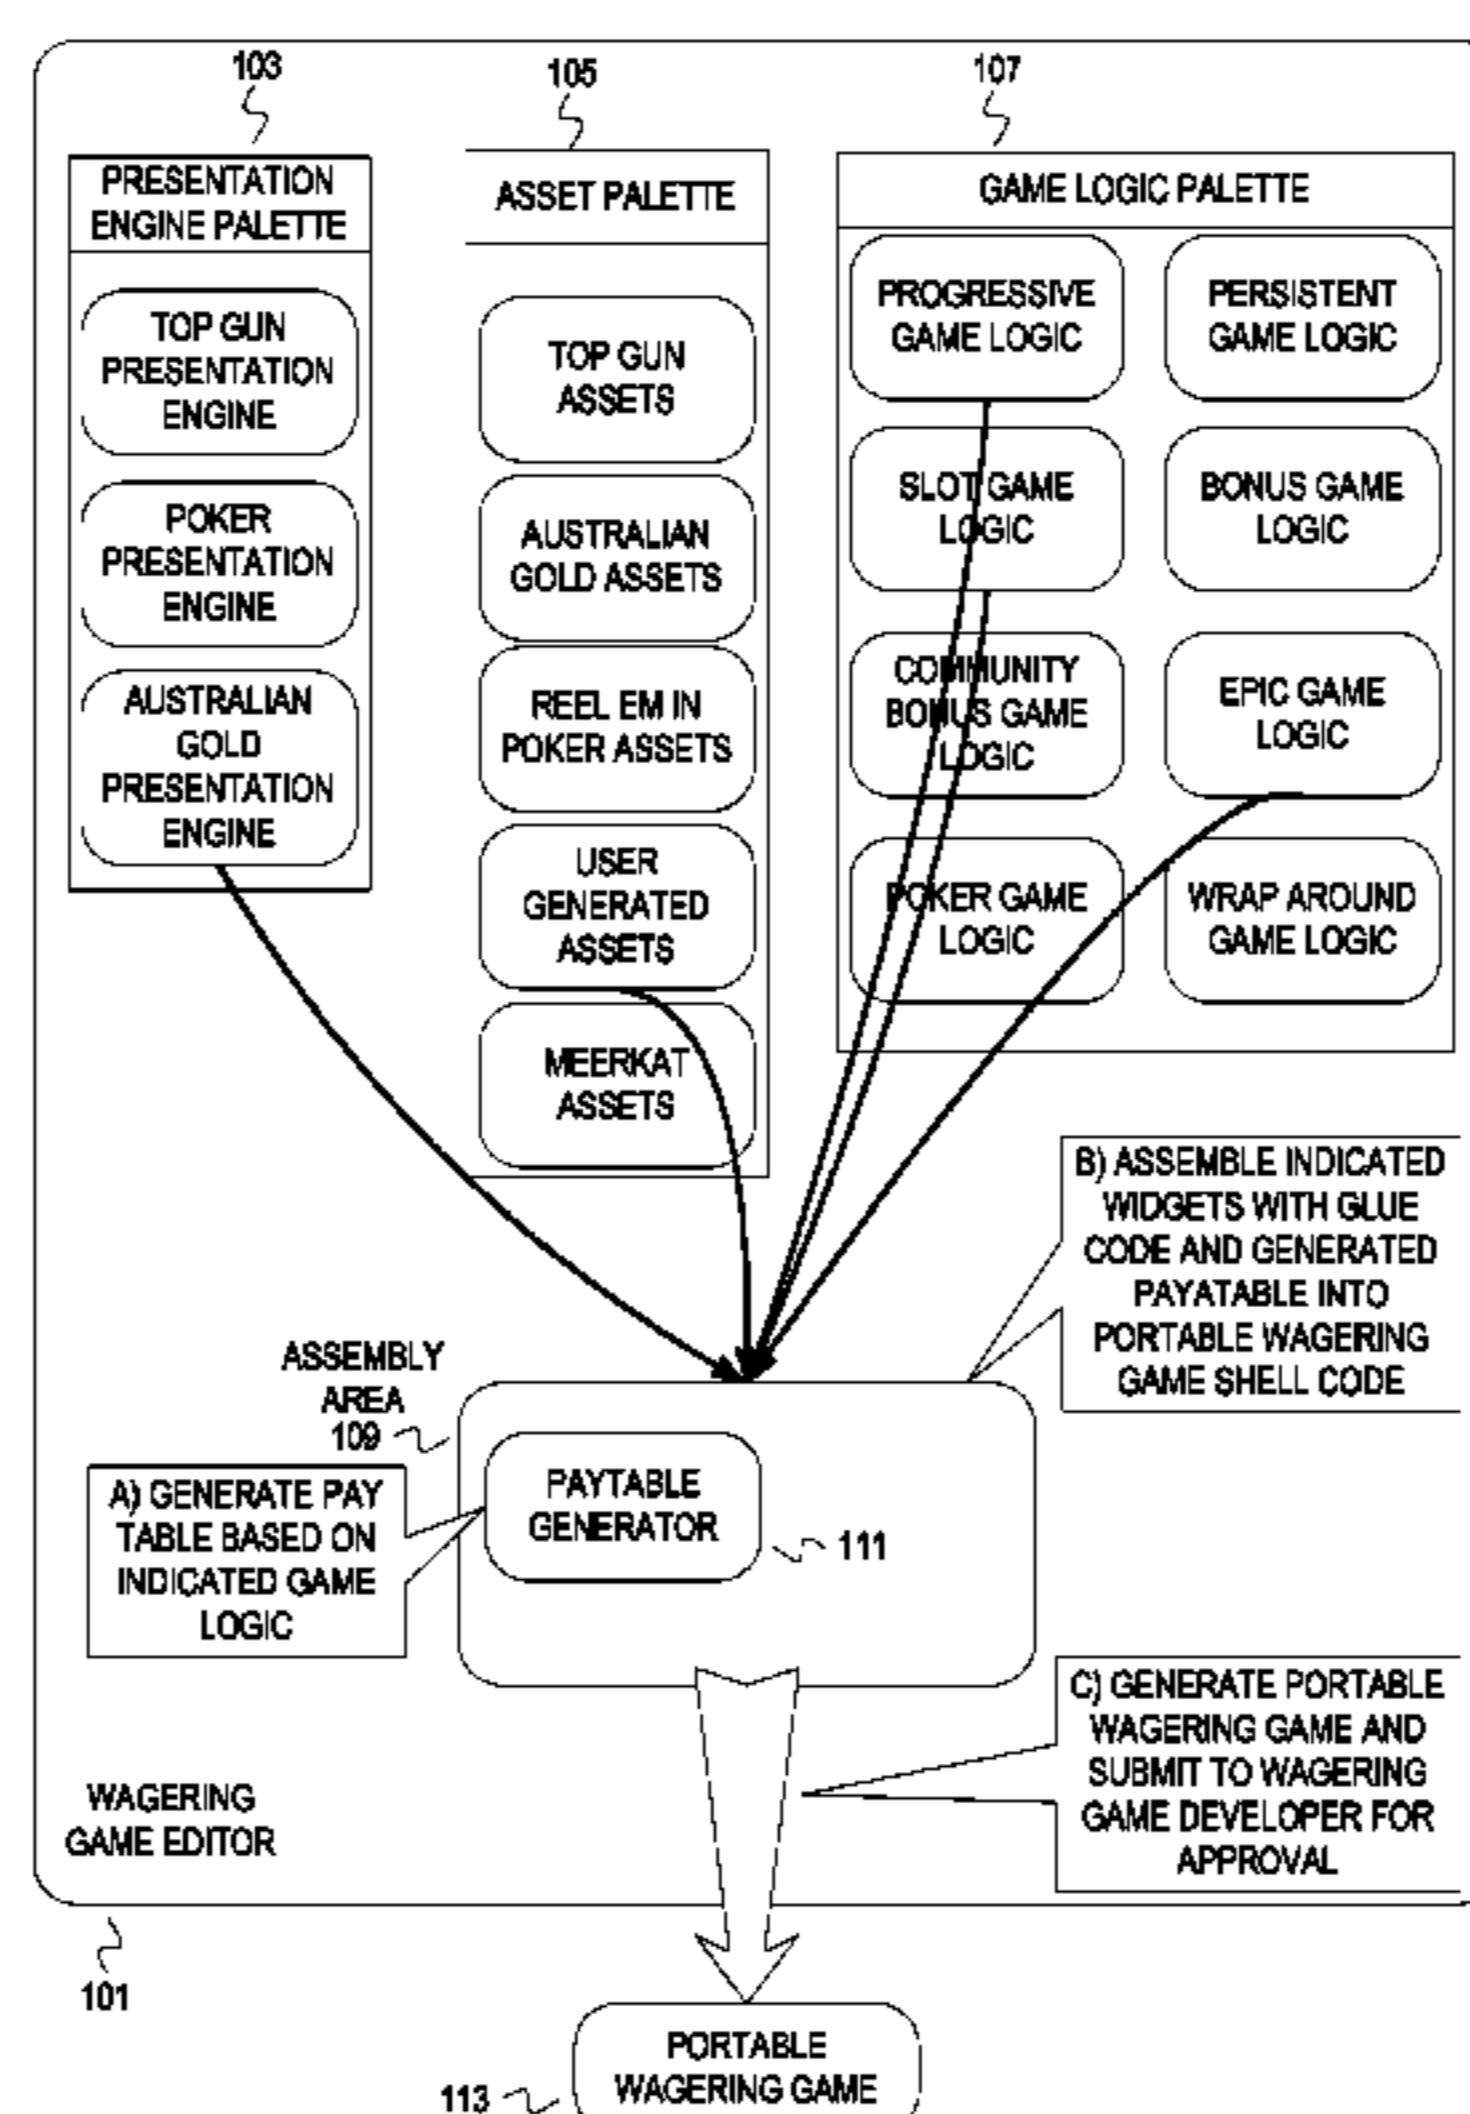 103
105
107
PRESENTATION
ENGINE PALETTE
TOP GUN
PRESENTATION
ENGINE
POKER
PRESENTATION
ENGINE
AUSTRALIAN
GOLD
PRESENTATION
ENGINE
ASSET PALETTE
TOP GUN
ASSETS
AUSTRALIAN
GOLD ASSETS
REEL EM IN
POKER ASSETS
USER
GENERATED
ASSETS
MEERKAT
ASSETS
GAME LOGIC PALETTE
PROGRESSIVE
GAME LOGIC
PERSISTENT
GAME LOGIC
SLOT GAME
LOGIC
BONUS GAME
LOGIC
COMMUNITY
BONUS GAME
LOGIC
EPIC GAME
LOGIC
POKER GAME
LOGIC
WRAP AROUND
GAME LOGIC
B) ASSEMBLE INDICATED
WIDGETS WITH GLUE
CODE AND GENERATED
PAYATABLE INTO
PORTABLE WAGERING
GAME SHELL CODE
ASSEMBLY
AREA
109
A) GENERATE PAY
TABLE BASED ON
INDICATED GAME
LOGIC
PAYTABLE
GENERATOR
111
C) GENERATE PORTABLE
WAGERING GAME AND
SUBMIT TO WAGERING
GAME DEVELOPER FOR
APPROVAL
WAGERING
GAME EDITOR
101
PORTABLE
WAGERING GAME
113